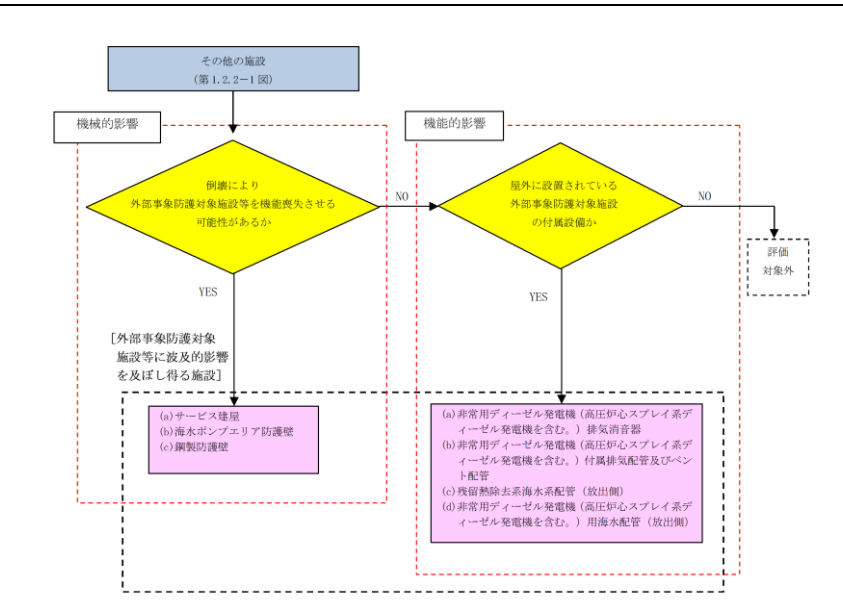 その他の施設
(第1.2.2-1図)
機械的影響
機能的影響
倒壊により
外部事象防護対象施設等を機能喪失させる
可能性があるか
NO
屋外に設置されている
外部事象防護対象施設
の付属設備か
NO
評価
対象外
YES
YES
[外部事象防護対象
施設等に波及的影響
を及ぼし得る施設]
(a)サービス建屋
(b)海水ポンプエリア防護壁
(c)鋼製防護壁
(a)非常用ディーゼル発電機(高圧炉心スプレイ系デ
ィーゼル発電機を含む。)排気消音器
(b)非常用ディーゼル発電機(高圧炉心スプレイ系デ
ィーゼル発電機を含む。)付属排気配管及びベン
ト配管
(c)残留熱除去系海水系配管(放出側)
(d)非常用ディーゼル発電機(高圧炉心スプレイ系デ
ィーゼル発電機を含む。)用海水配管(放出側)